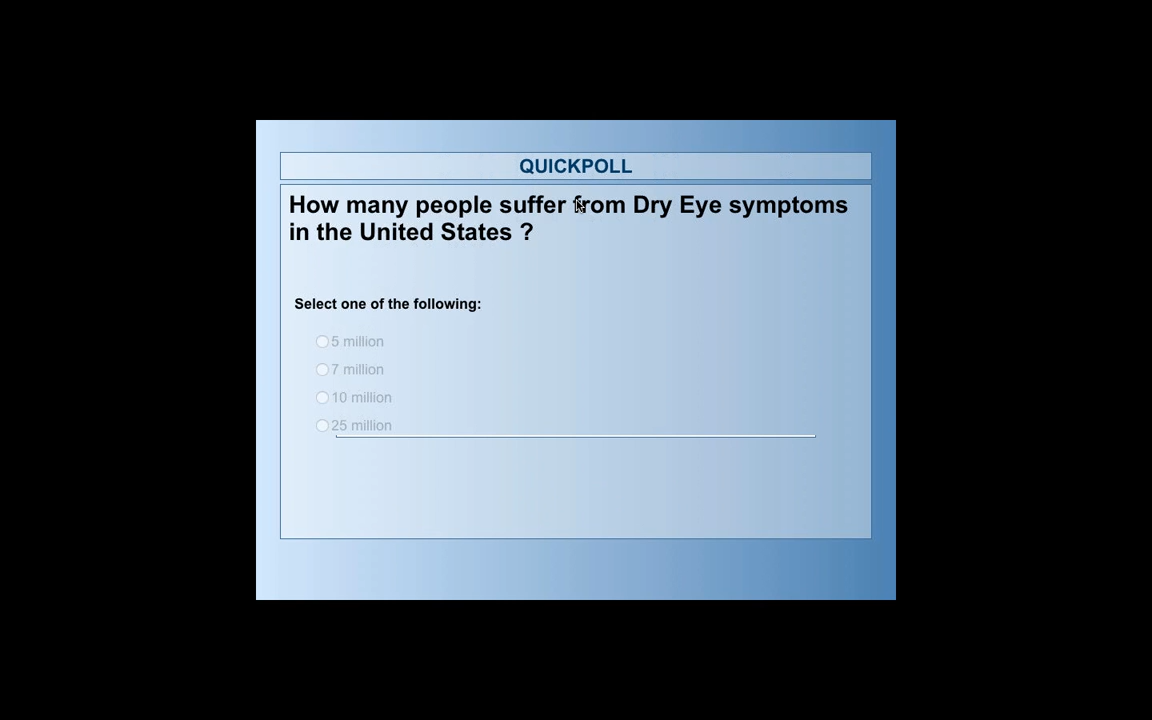 QUICKPOLL
How many people suffer from Dry Eye symptoms
in the United States ?
Select one of the following:
5 million
7 million
10 million
25 million